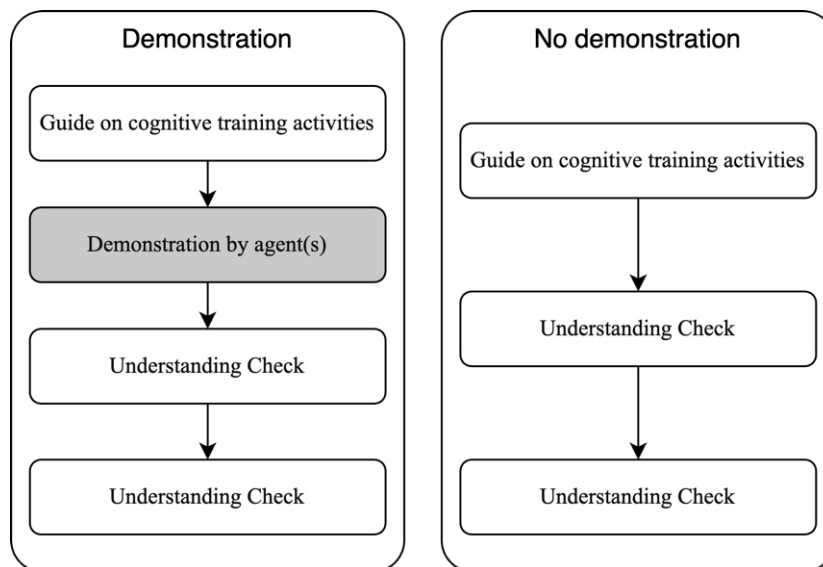 Demonstration
Guide on cognitive training activities
Demonstration by agent(s)
Understanding Check
Understanding Check
No demonstration
Guide on cognitive training activities
Understanding Check
Understanding Check